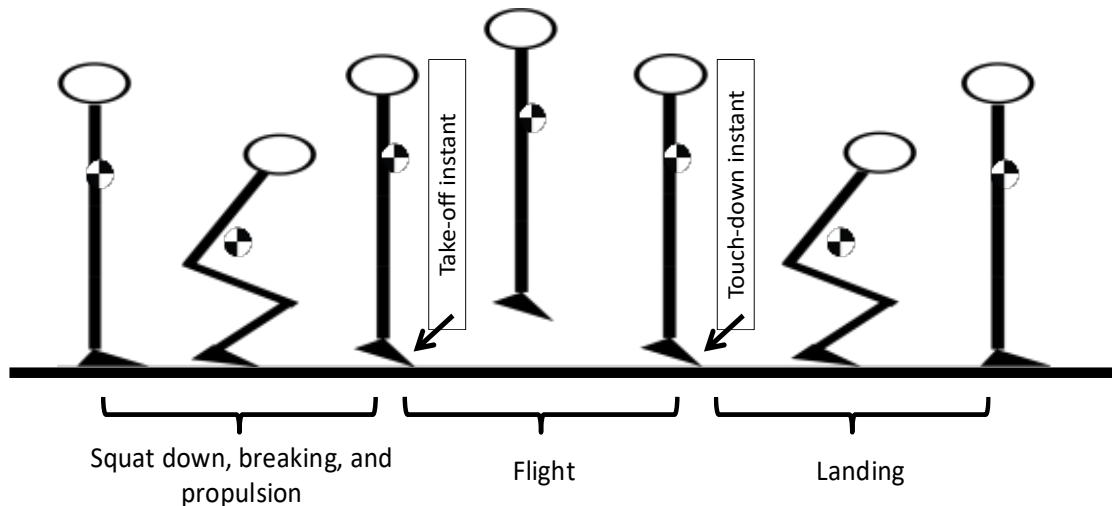 Take-off instant
Touch-down instant
Squat down, breaking, and
propulsion
Flight
Landing